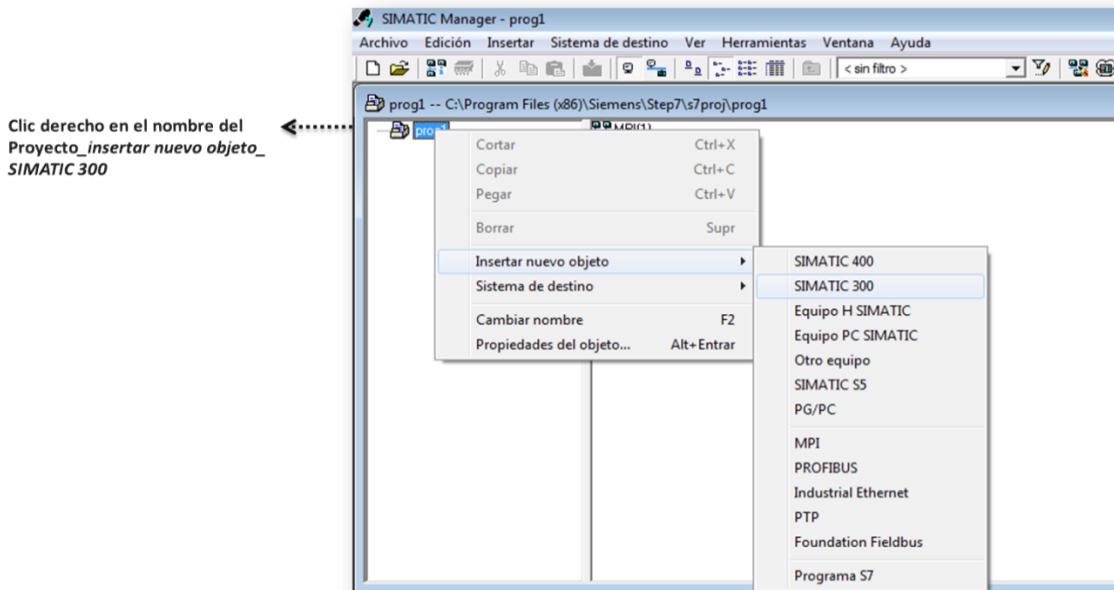 SIMATIC Manager - prog1
Archivo Edición Insertar Sistema de destino Ver Herramientas Ventana Ayuda
< sin filtro >
prog1 -- C:\Program Files (x86)\Siemens\Step7\s7proj\prog1
Clic derecho en el nombre del
Proyecto_insertar nuevo objeto_
SIMATIC 300
prog1
MPI(1)
Cortar Ctrl+X
Copiar Ctrl+C
Pegar Ctrl+V
Borrar Supr
Insertar nuevo objeto
Sistema de destino
Cambiar nombre F2
Propiedades del objeto... Alt+Entrar
SIMATIC 400
SIMATIC 300
Equipo H SIMATIC
Equipo PC SIMATIC
Otro equipo
SIMATIC S5
PG/PC
MPI
PROFIBUS
Industrial Ethernet
PTP
Foundation Fieldbus
Programa S7